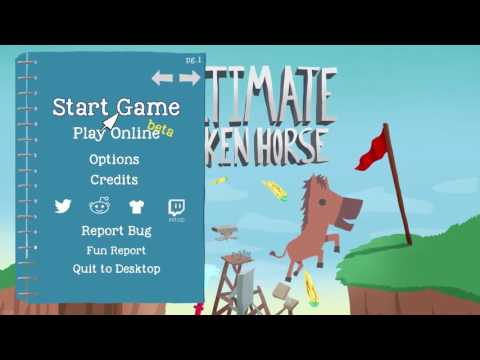 pg. 1
Start Game
Play Online
beta
Options
Credits
Report Bug
Fun Report
Quit to Desktop
TIMATE
KEN HORSE